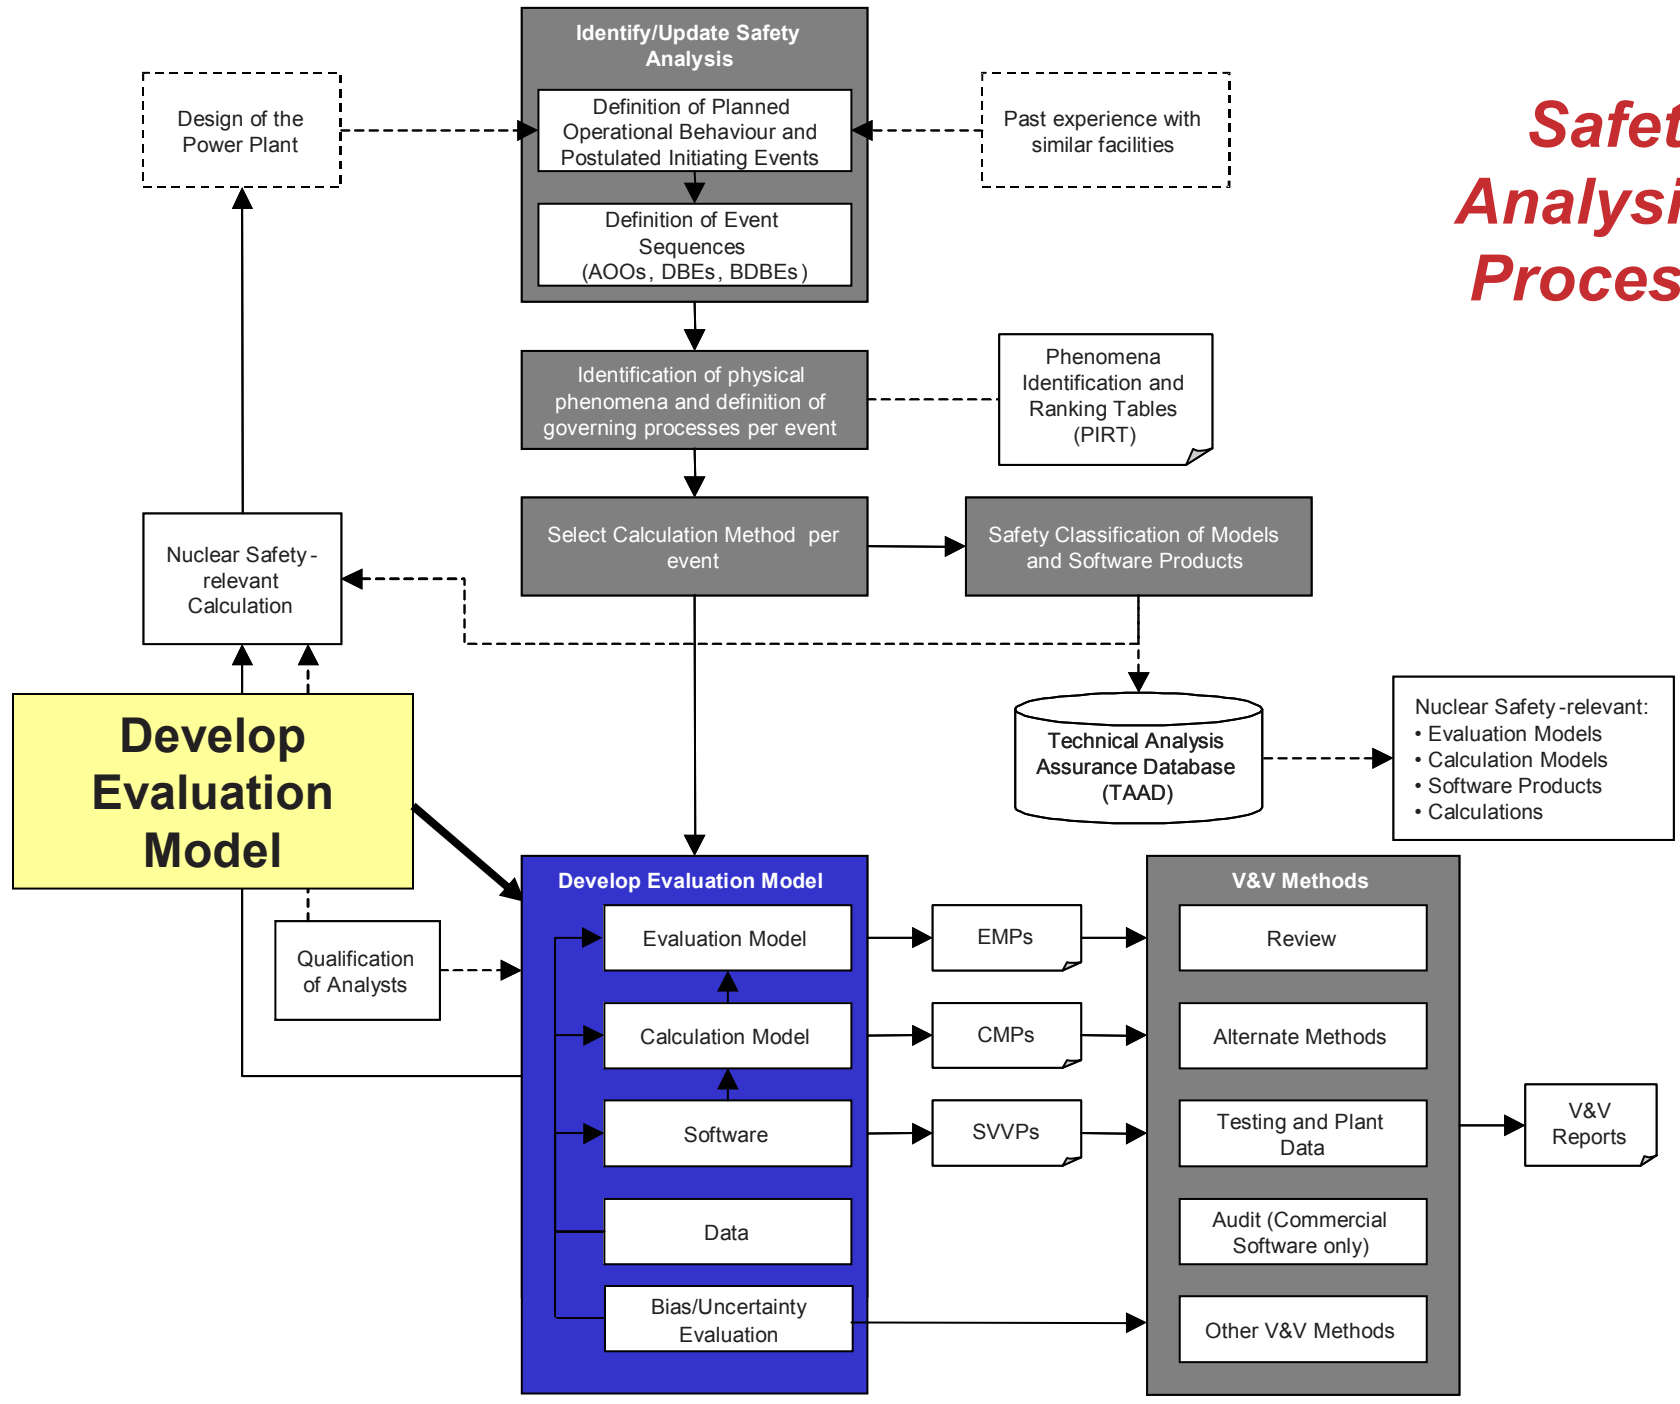 Identify/Update Safety
Analysis
Definition of Planned
Operational Behaviour and
Postulated Initiating Events
Definition of Event
Sequences
(AOOs, DBEs, BDBEs)
Design of the
Power Plant
Past experience with
similar facilities
Safet
Analysi
Proces
Identification of physical
phenomena and definition of
governing processes per event
Phenomena
Identification and
Ranking Tables
(PIRT)
Select Calculation Method per
event
Safety Classification of Models
and Software Products
Nuclear Safety-
relevant
Calculation
Technical Analysis
Assurance Database
(TAAD)
Nuclear Safety-relevant:
• Evaluation Models
• Calculation Models
• Software Products
• Calculations
Develop
Evaluation
Model
Qualification
of Analysts
Develop Evaluation Model
Evaluation Model
Calculation Model
Software
Data
Bias/Uncertainty
Evaluation
EMPs
CMPs
SVVPs
V&V Methods
Review
Alternate Methods
Testing and Plant
Data
Audit (Commercial
Software only)
Other V&V Methods
V&V
Reports